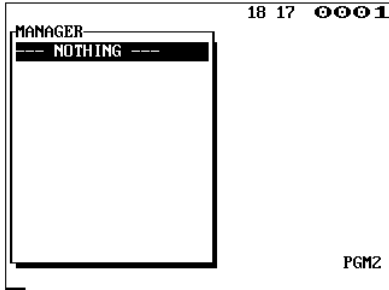 18 17 0001
MANAGER
--- NOTHING ---
PGM2